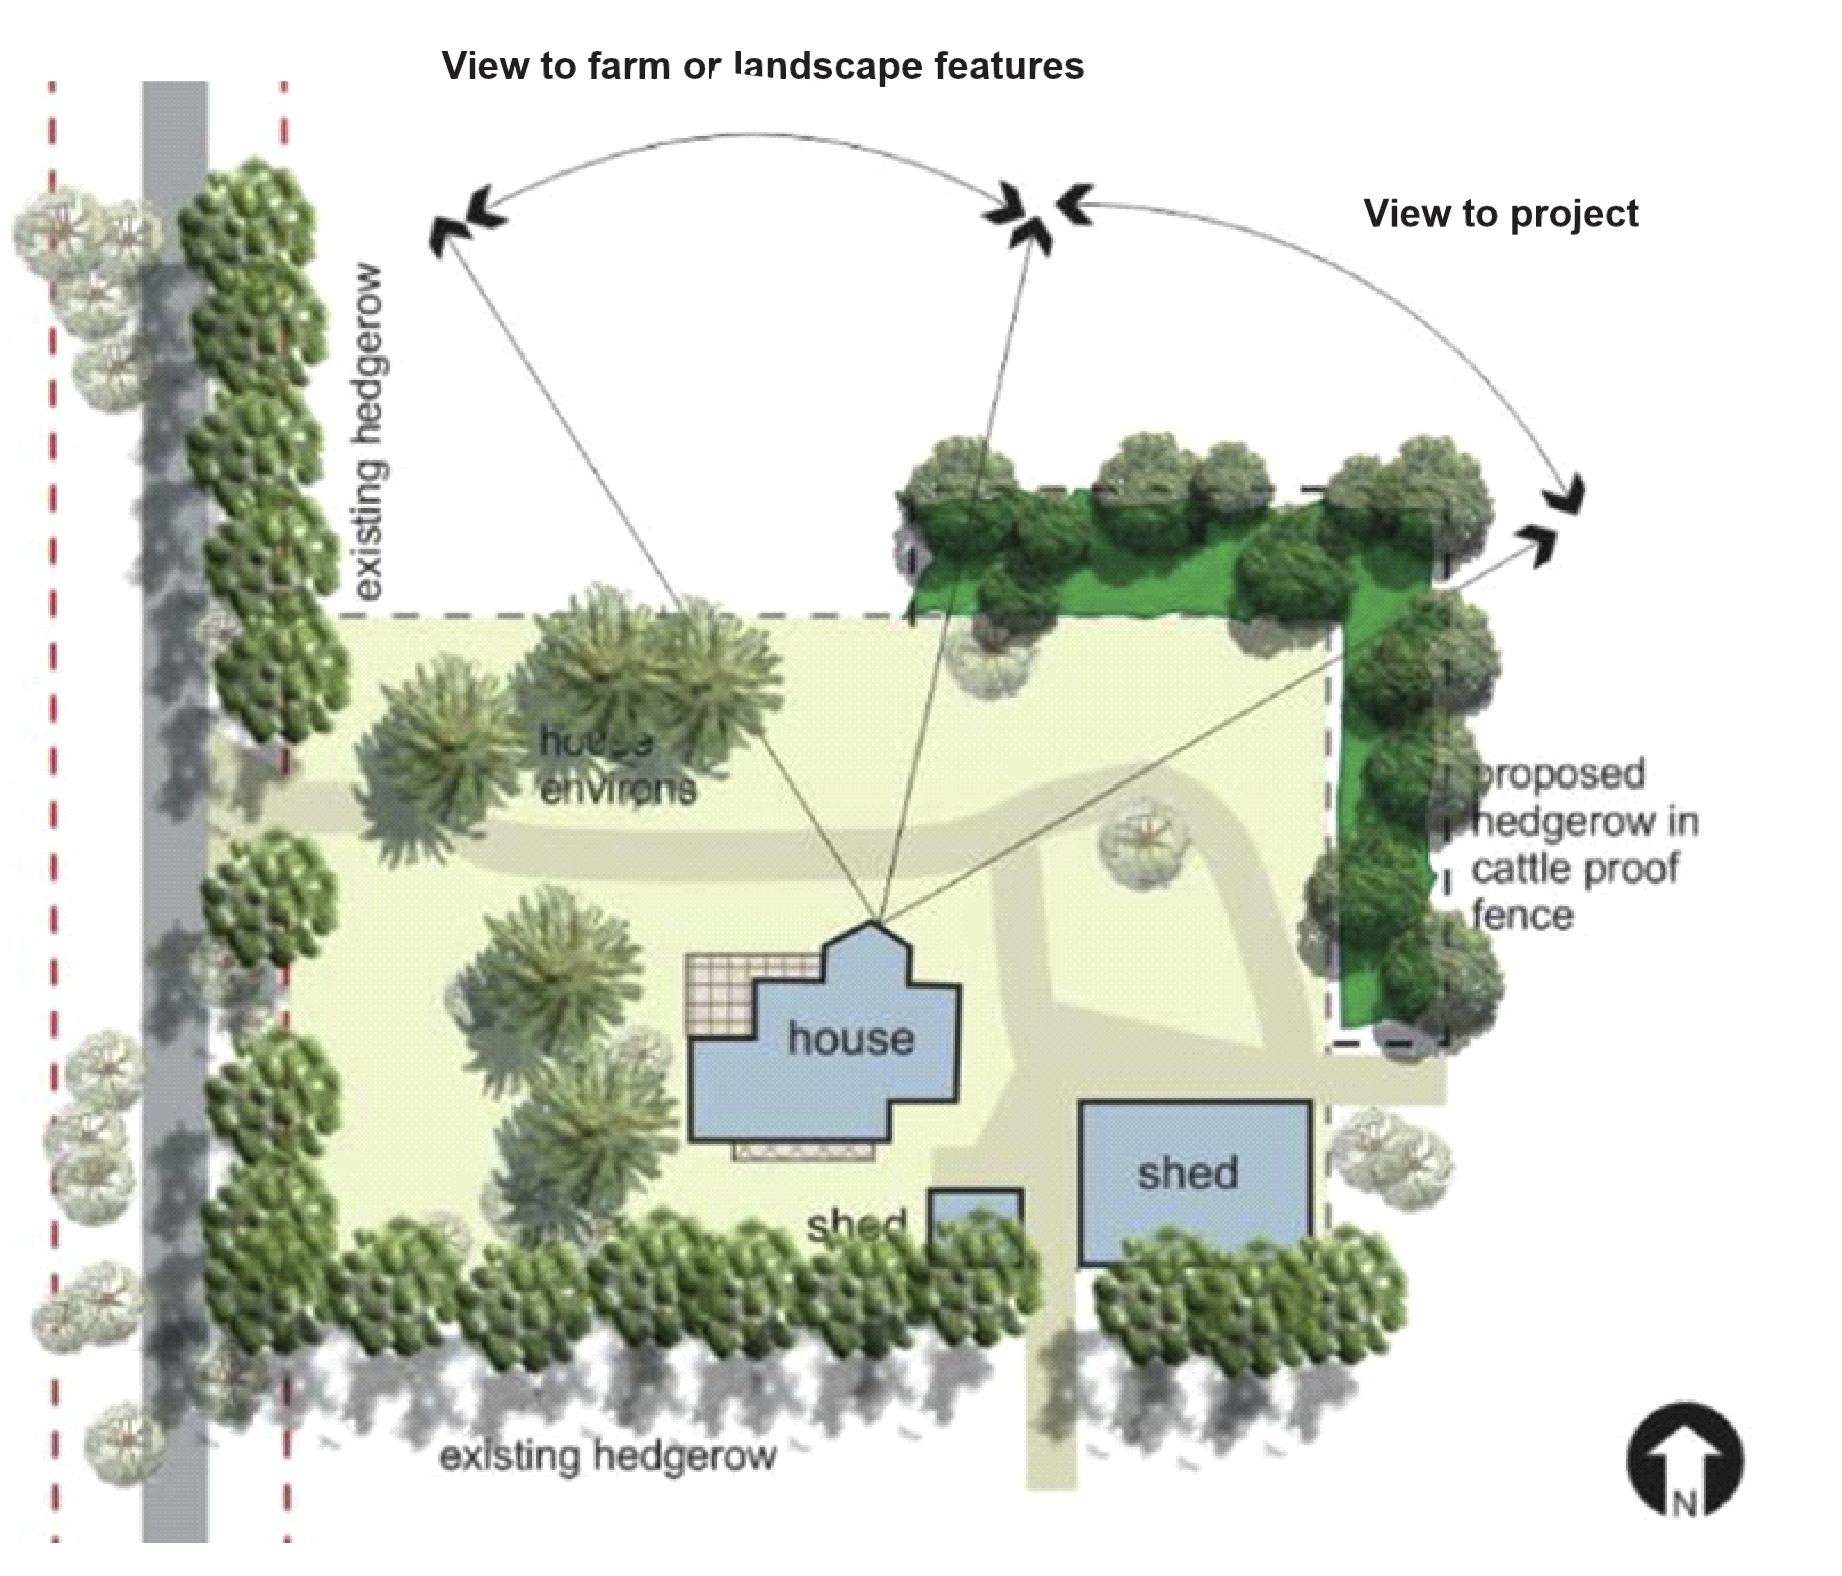 View to farm or landscape features
View to project
existing hedgerow
house
environs
proposed
hedgerow in
cattle proof
fence
house
shed
shed
existing hedgerow
N